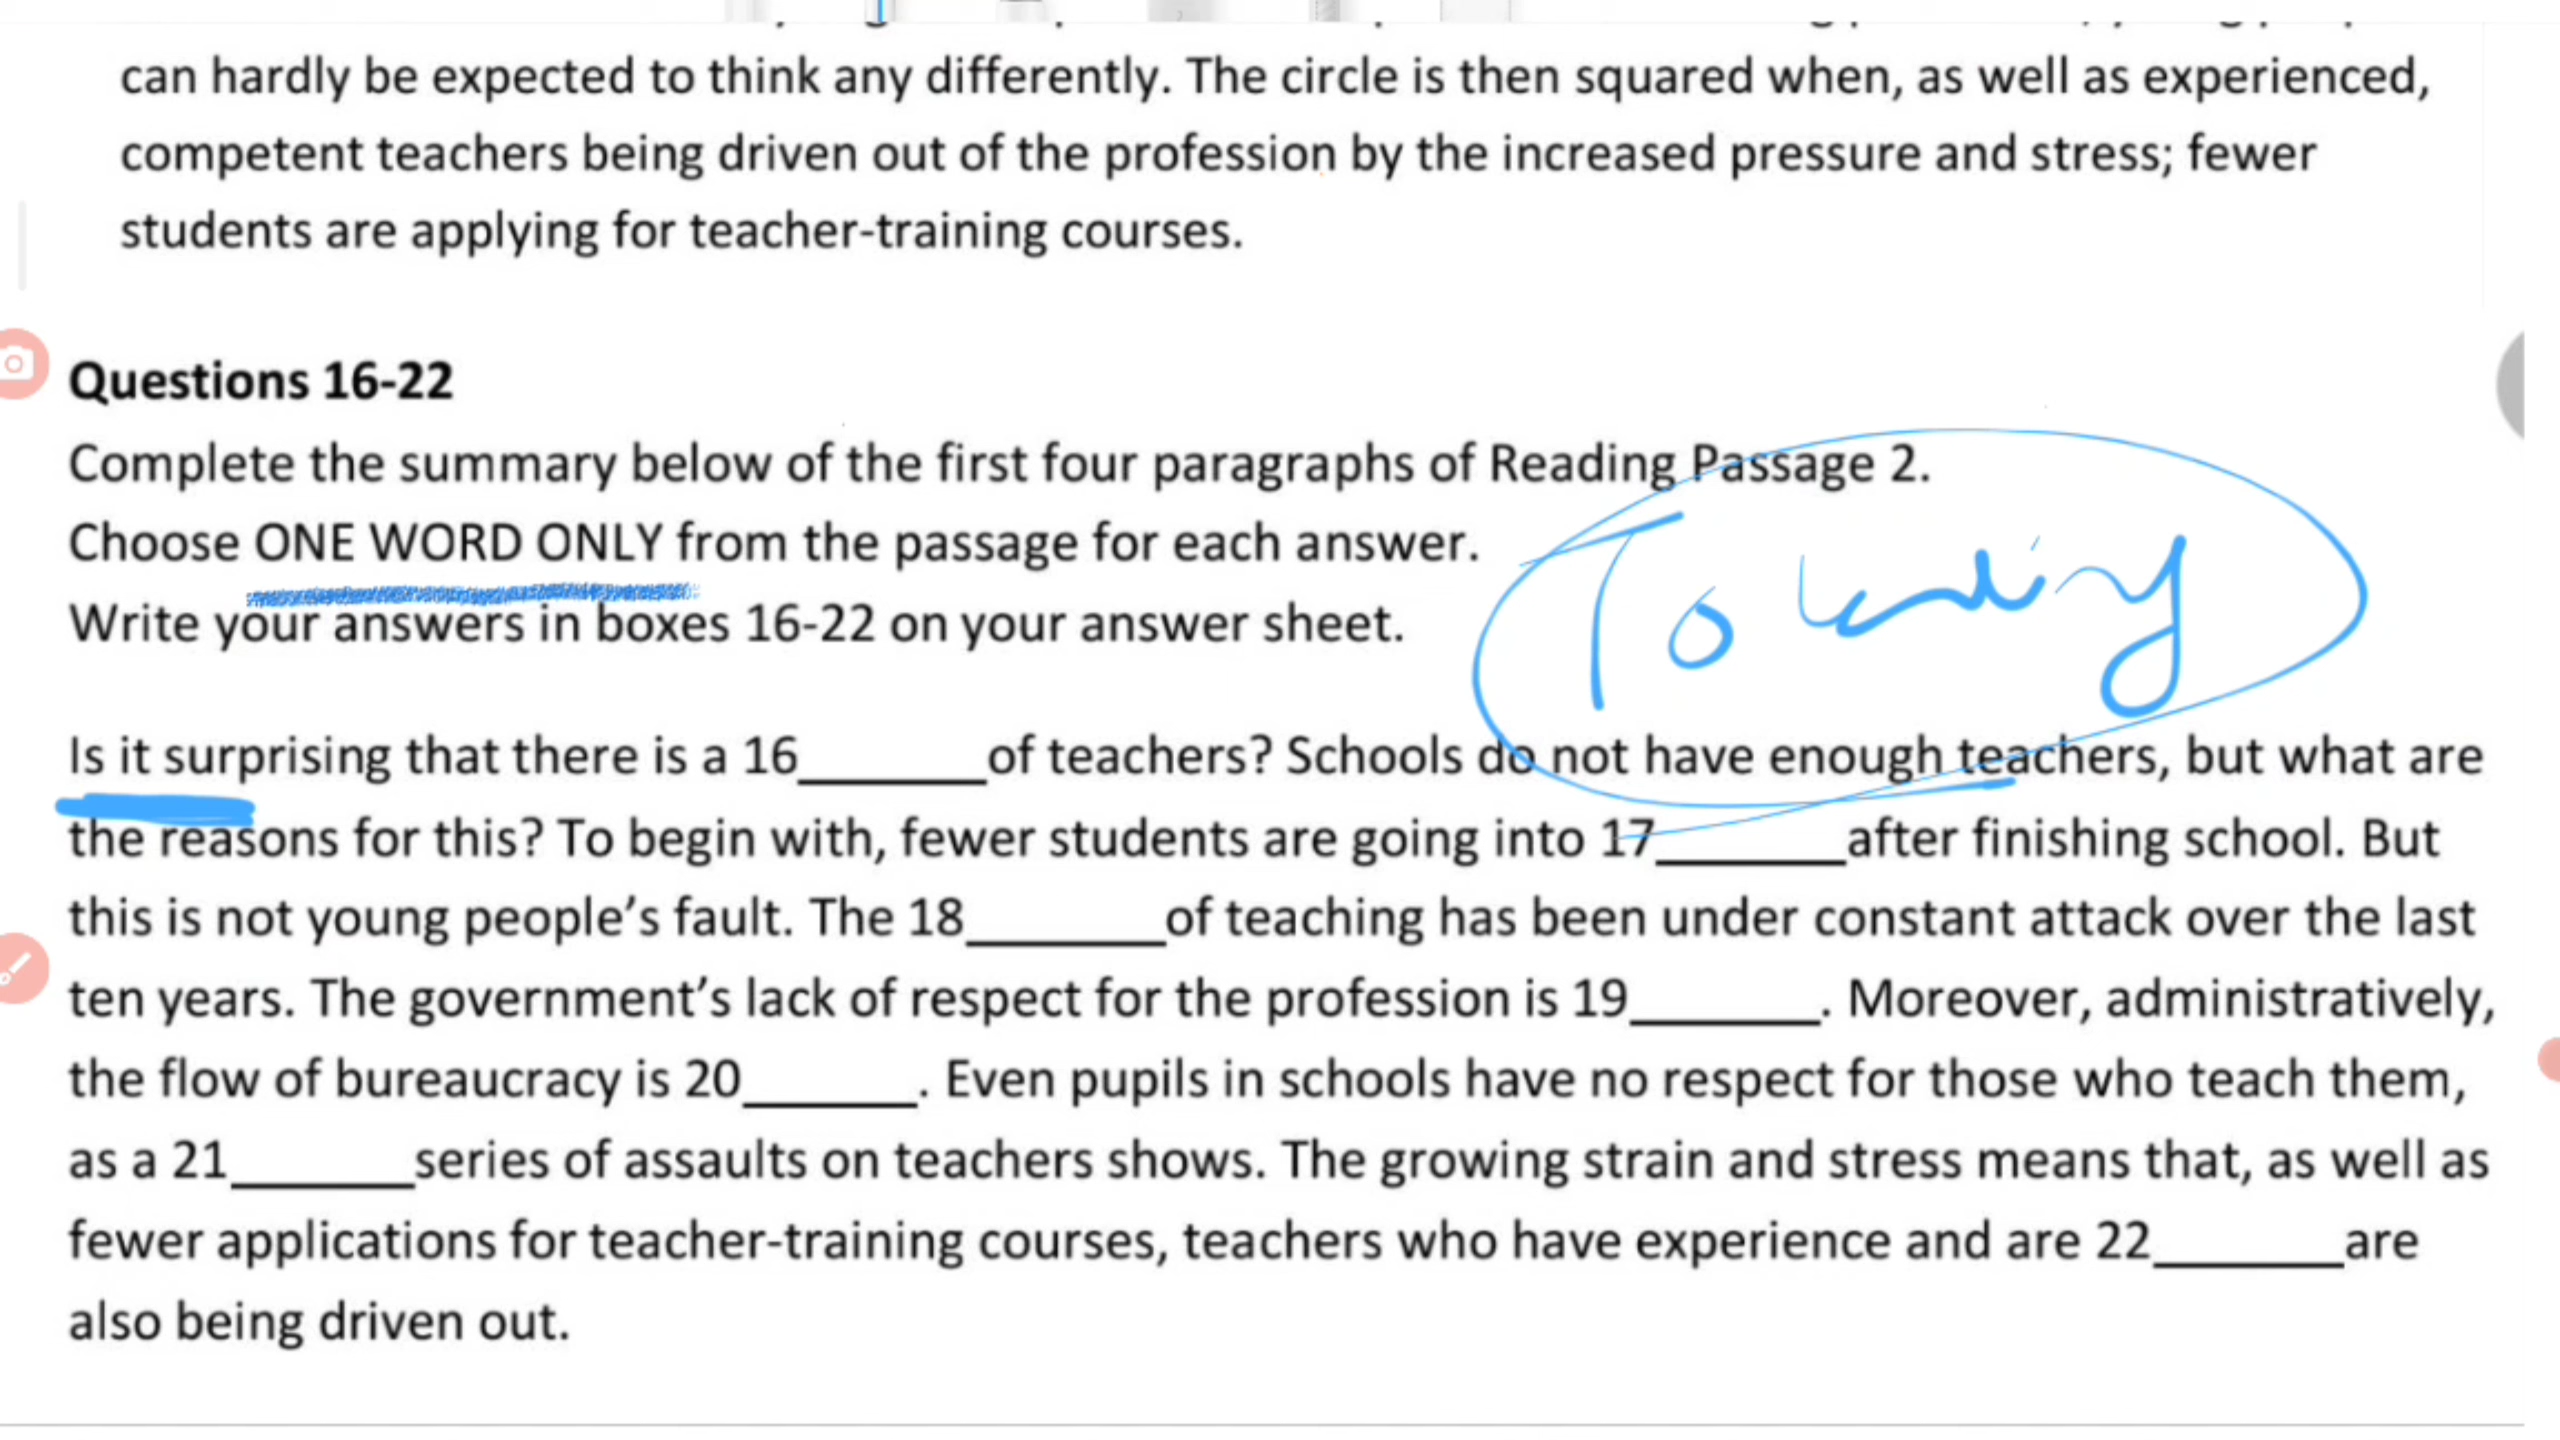 can hardly be expected to think any differently. The circle is then squared when, as well as experienced,
competent teachers being driven out of the profession by the increased pressure and stress; fewer
students are applying for teacher-training courses.
Questions 16-22
Complete the summary below of the first four paragraphs of Reading Passage 2.
Choose ONE WORD ONLY from the passage for each answer.
Write your answers in boxes 16-22 on your answer sheet.
To
Is it surprising that there is a 16_______of teachers? Schools do not have enough teachers, but what are
the reasons for this? To begin with, fewer students are going into 17_______after finishing school. But
this is not young people’s fault. The 18_______of teaching has been under constant attack over the last
ten years. The government’s lack of respect for the profession is 19_______. Moreover, administratively,
the flow of bureaucracy is 20______. Even pupils in schools have no respect for those who teach them,
as a 21______series of assaults on teachers shows. The growing strain and stress means that, as well as
fewer applications for teacher-training courses, teachers who have experience and are 22_______are
also being driven out.